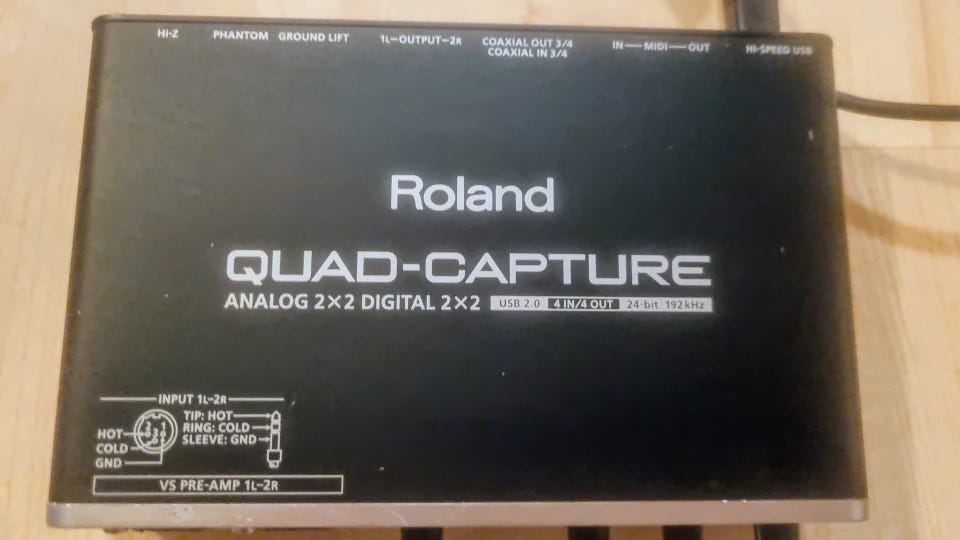 HI-Z PHANTOM GROUND LIFT 1L-OUTPUT-2R COAXIAL OUT 3/4 IN MIDI OUT HI-SPEED USB
COAXIAL IN 3/4
Roland
QUAD-CAPTURE
ANALOG 2×2 DIGITAL 2×2 USB 2.0 4 IN/4 OUT 24-bit 192kHz
INPUT 1L-2R
TIP: HOT
RING: COLD
SLEEVE: GND
2 1
3
HOT
COLD
GND
VS PRE-AMP 1L-2R